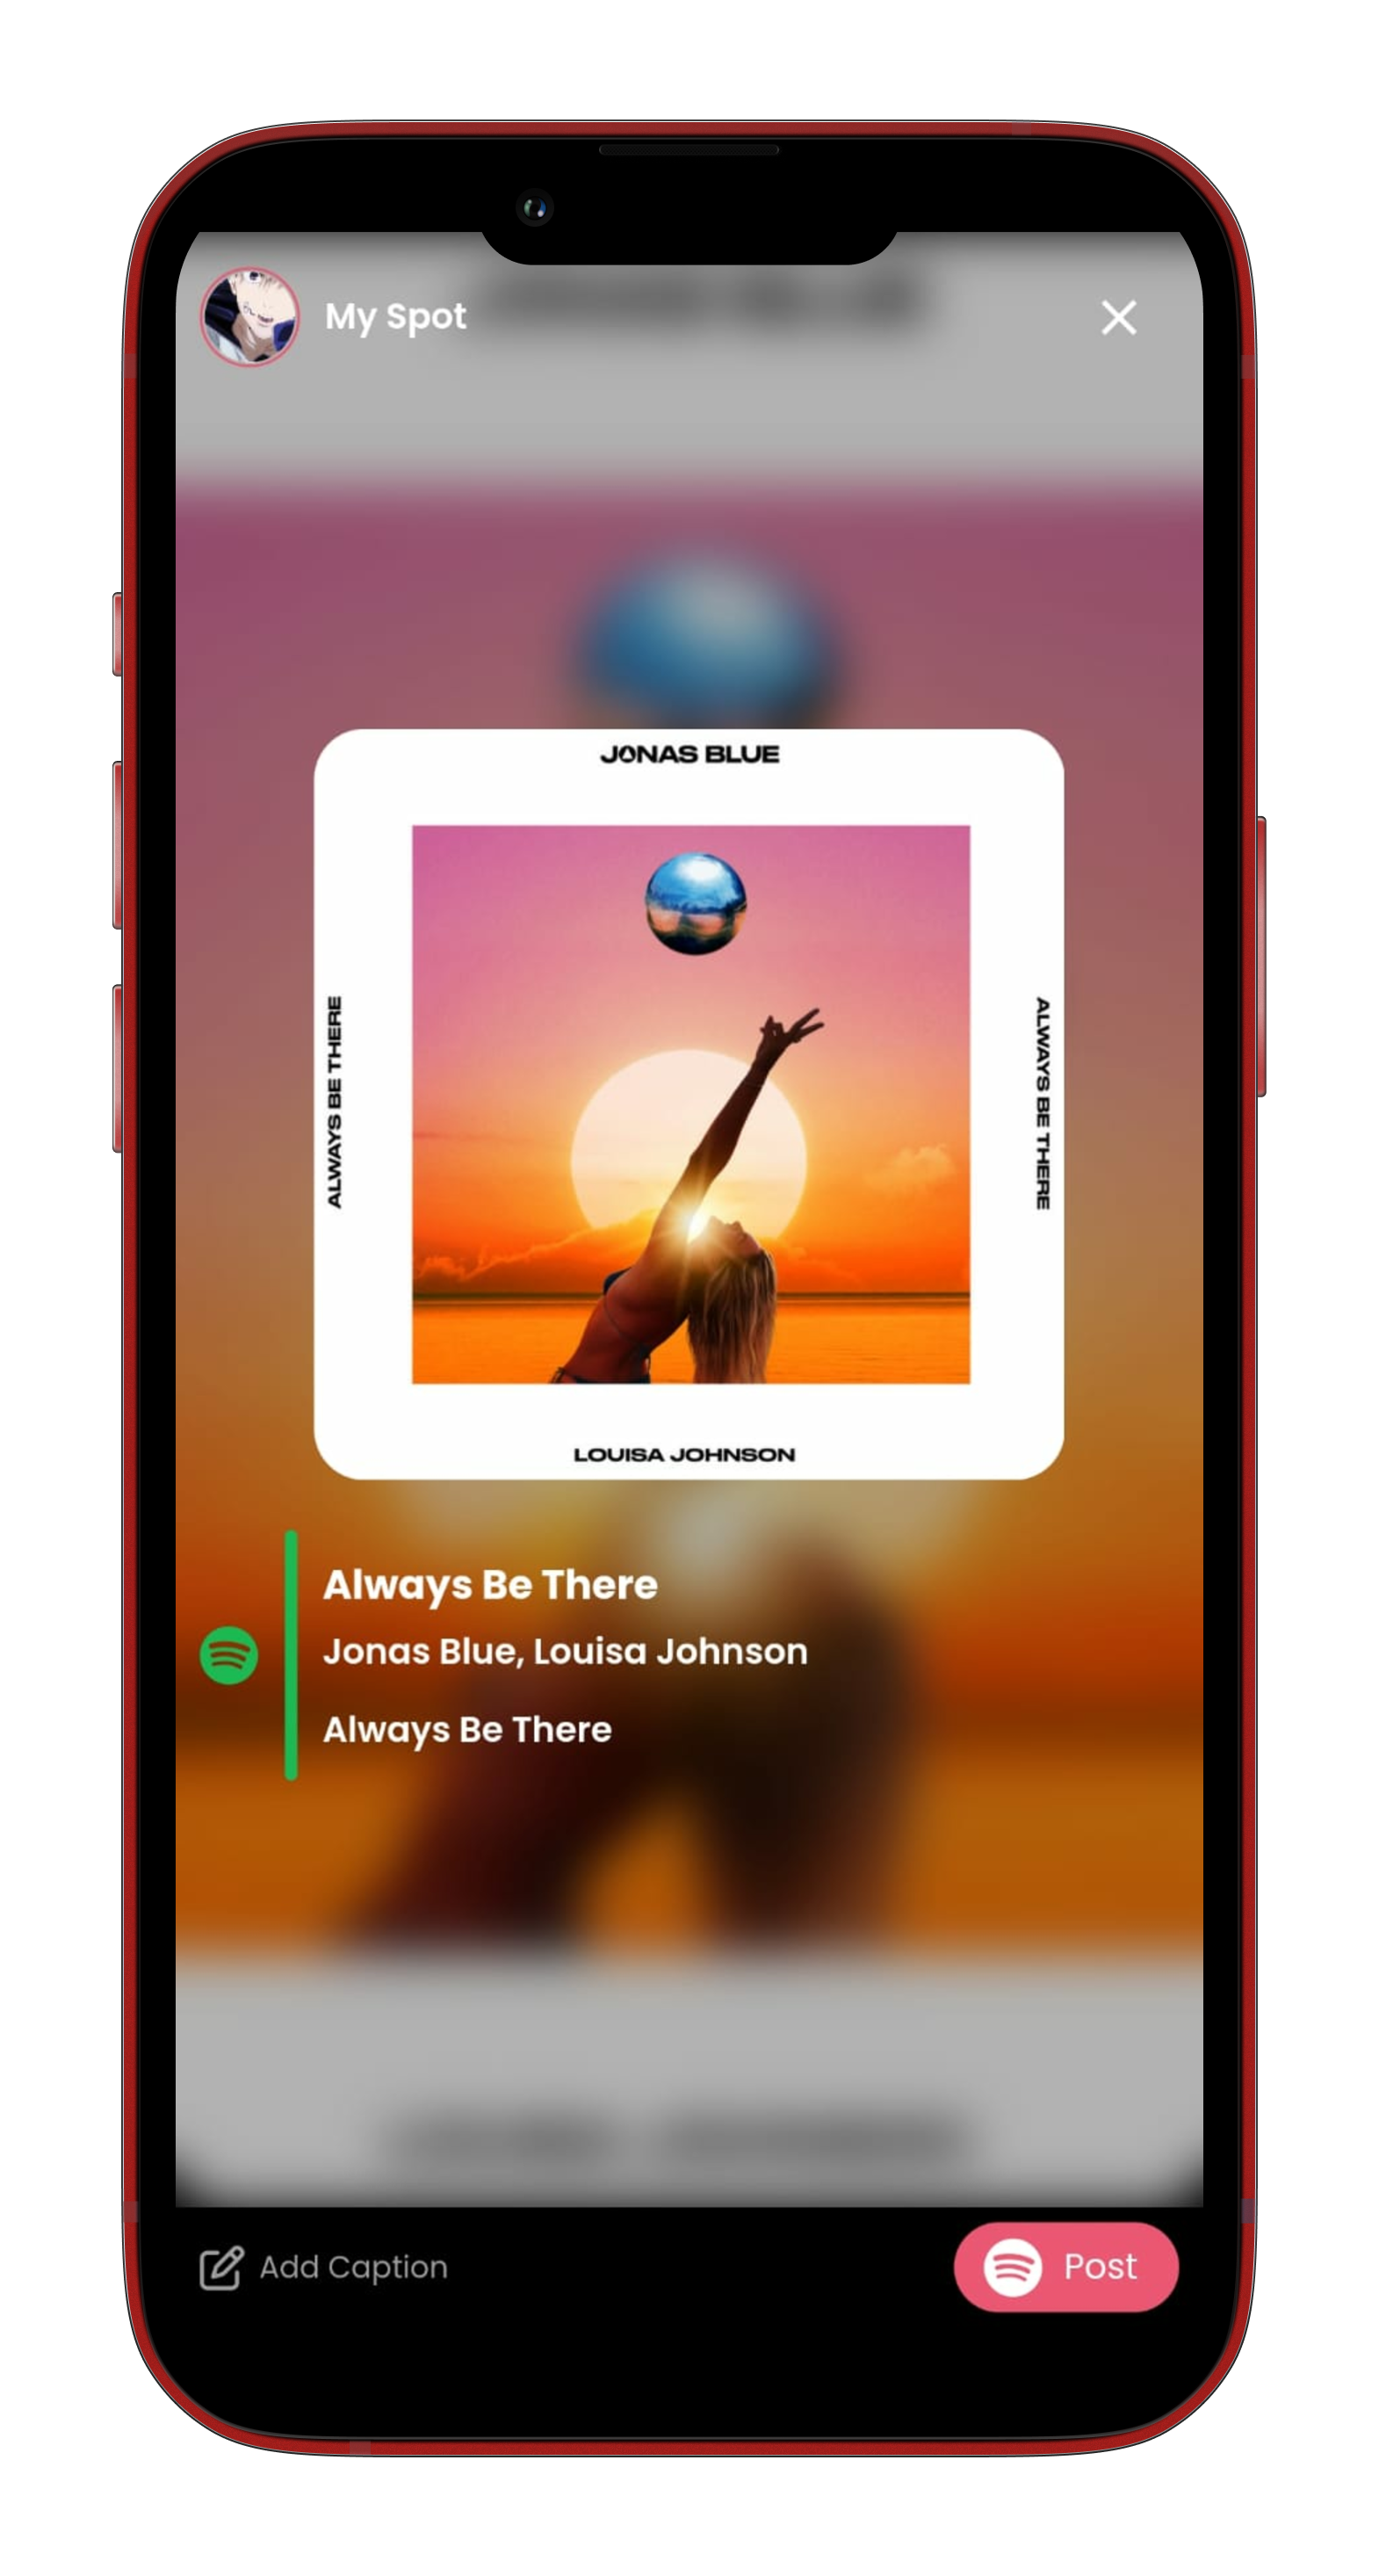 My Spot
JONAS BLUE
ALWAYS BE THERE
ALWAYS BE THERE
LOUISA JOHNSON
Always Be There
Jonas Blue, Louisa Johnson
Always Be There
Add Caption
Post